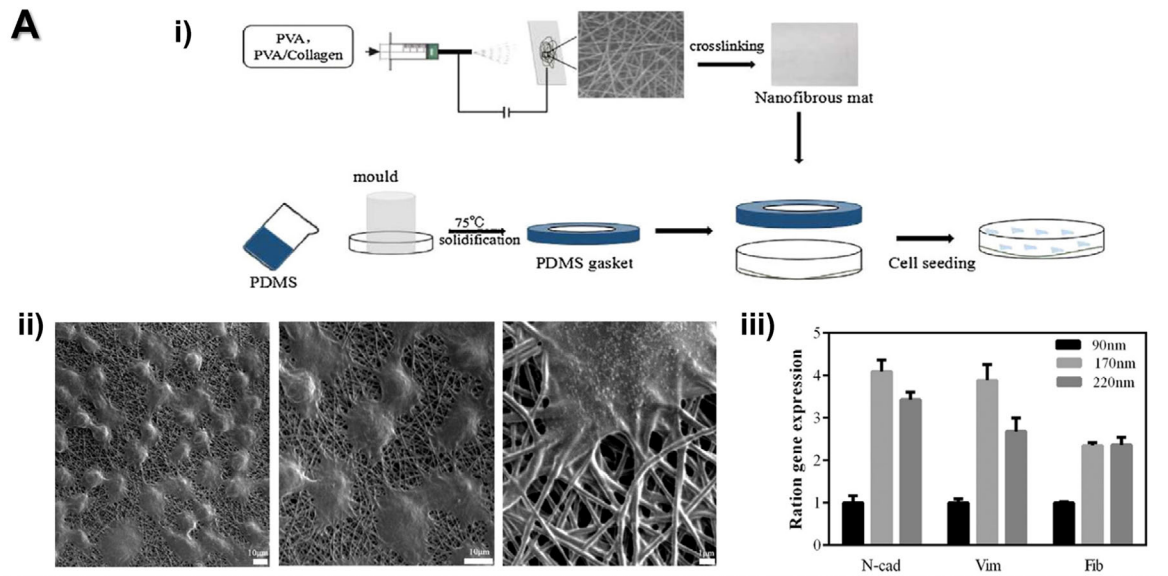 A
i)
PVA,
PVA/Collagen
crosslinking
Nanofibrous mat
mould
75℃
solidification
PDMS
PDMS gasket
Cell seeding
ii)
10μm
10μm
1μm
iii)
Ration gene expression
5
4
3
2
1
0
90nm
170nm
220nm
N-cad
Vim
Fib